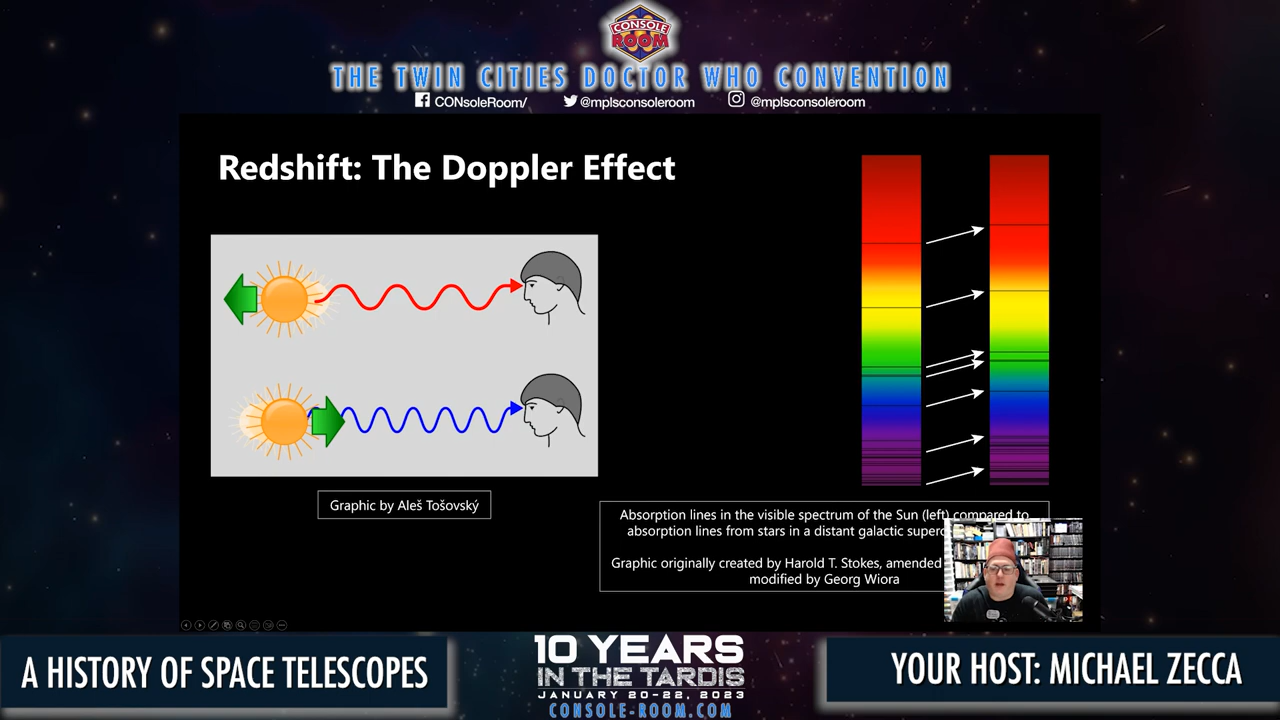 CONSOLE
ROOM
THE TWIN CITIES DOCTOR WHO CONVENTION
CONsoleRoom/ @mplsconsoleroom @mplsconsoleroom
Redshift: The Doppler Effect
Graphic by Aleš Tošovský
Absorption lines in the visible spectrum of the Sun (left) compared to
absorption lines from stars in a distant galactic
Graphic originally created by Harold T. Stokes, amended
modified by Georg Wiora
A HISTORY OF SPACE TELESCOPES
10 YEARS
IN THE TARDIS
JANUARY 20-22, 2023
CONSOLE-ROOM.COM
YOUR HOST: MICHAEL ZECCA